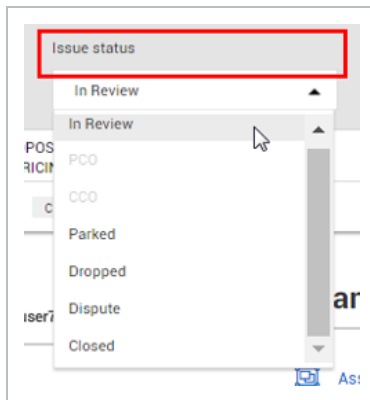 Issue status
In Review
In Review
PCO
CCO
Parked
Dropped
Dispute
Closed